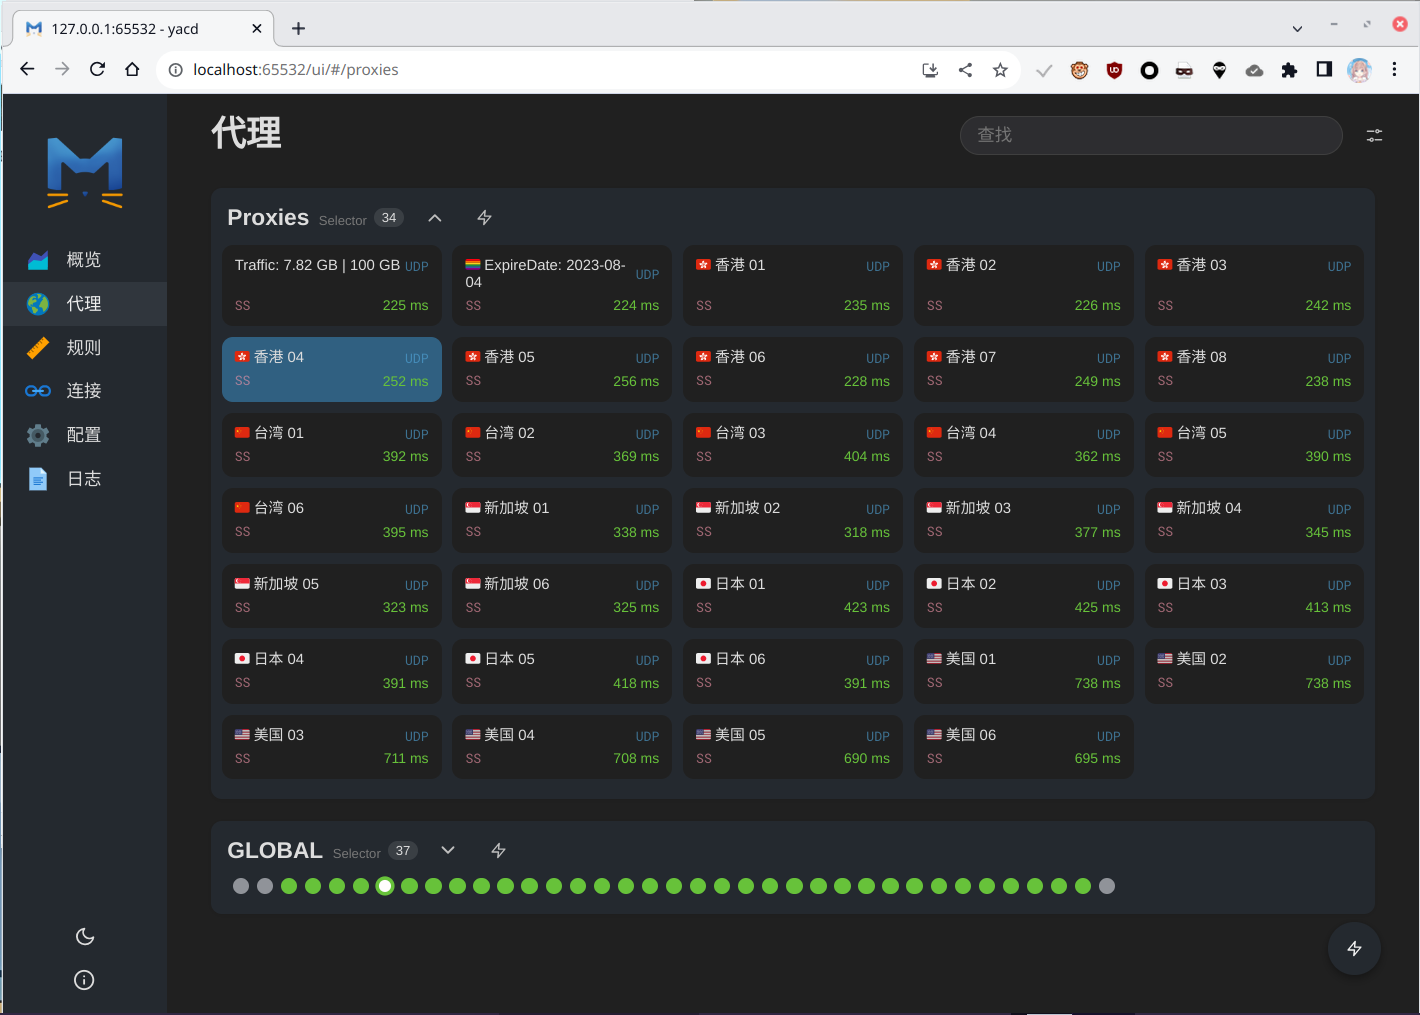 127.0.0.1:65532 - yacd
localhost:65532/ui/#/proxies
代理
查找
概览
代理
规则
连接
配置
日志
Proxies Selector 34
Traffic: 7.82 GB | 100 GB UDP
SS 225 ms
ExpireDate: 2023-08-
04 UDP
SS 224 ms
香港 01 UDP
SS 235 ms
香港 02 UDP
SS 226 ms
香港 03 UDP
SS 242 ms
香港 04 UDP
SS 252 ms
香港 05 UDP
SS 256 ms
香港 06 UDP
SS 228 ms
香港 07 UDP
SS 249 ms
香港 08 UDP
SS 238 ms
台湾 01 UDP
SS 392 ms
台湾 02 UDP
SS 369 ms
台湾 03 UDP
SS 404 ms
台湾 04 UDP
SS 362 ms
台湾 05 UDP
SS 390 ms
台湾 06 UDP
SS 395 ms
新加坡 01 UDP
SS 338 ms
新加坡 02 UDP
SS 318 ms
新加坡 03 UDP
SS 377 ms
新加坡 04 UDP
SS 345 ms
新加坡 05 UDP
SS 323 ms
新加坡 06 UDP
SS 325 ms
日本 01 UDP
SS 423 ms
日本 02 UDP
SS 425 ms
日本 03 UDP
SS 413 ms
日本 04 UDP
SS 391 ms
日本 05 UDP
SS 418 ms
日本 06 UDP
SS 391 ms
美国 01 UDP
SS 738 ms
美国 02 UDP
SS 738 ms
美国 03 UDP
SS 711 ms
美国 04 UDP
SS 708 ms
美国 05 UDP
SS 690 ms
美国 06 UDP
SS 695 ms
GLOBAL Selector 37